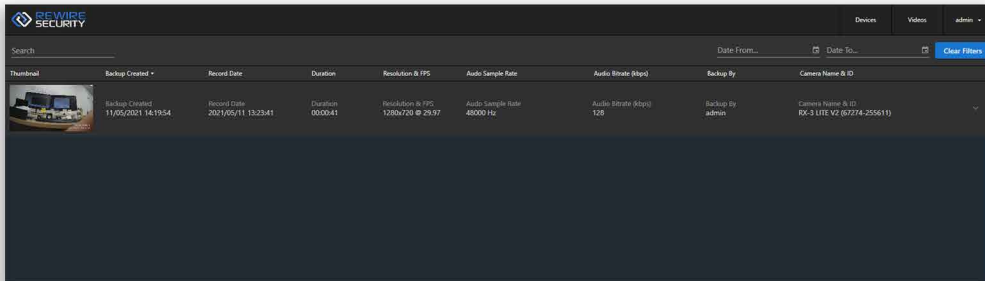 REWIRE
SECURITY
Devices Videos admin
Search Date From... Date To... Clear Filters
Thumbnail Backup Created Record Date Duration Resolution & FPS Audo Sample Rate Audio Bitrate (kbps) Backup By Camera Name & ID
Backup Created Record Date Duration Resolution & FPS Audo Sample Rate Audio Bitrate (kbps) Backup By Camera Name & ID
11/05/2021 14:19:54 2021/05/11 13:23:41 00:00:41 1280x720 @ 29.97 48000 Hz 128 admin RX-3 LITE V2 (67274-255611)